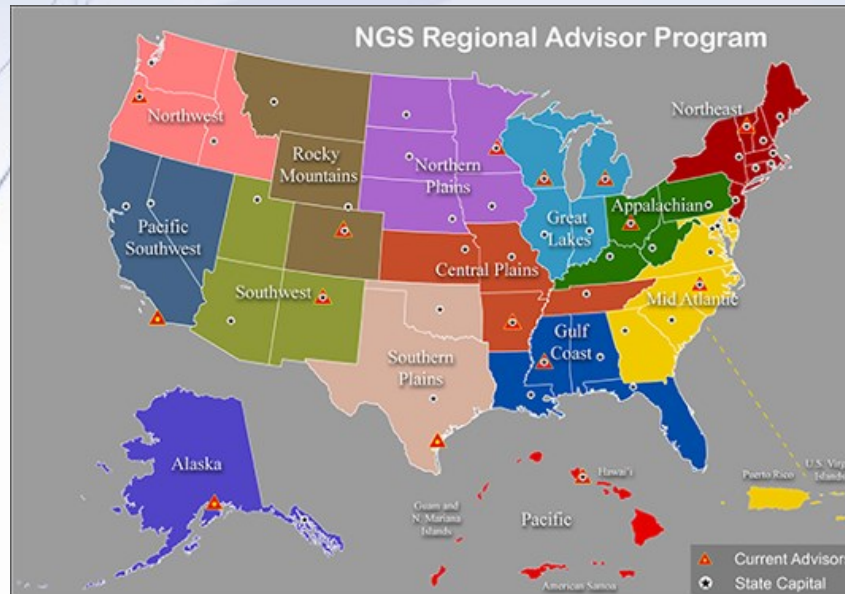 NGS Regional Advisor Program
Northeast
Northwest
Rocky
Mountains
Northern
Plains
Great
Lakes
Appalachian
Pacific
Southwest
Central Plains
Southwest
Mid Atlantic
Gulf
Coast
Southern
Plains
Alaska
Hawai'i
Guam and
N. Mariana
Islands
Pacific
American Samoa
Puerto Rico
U.S. Virgi
Islands
Current Advisor
State Capital